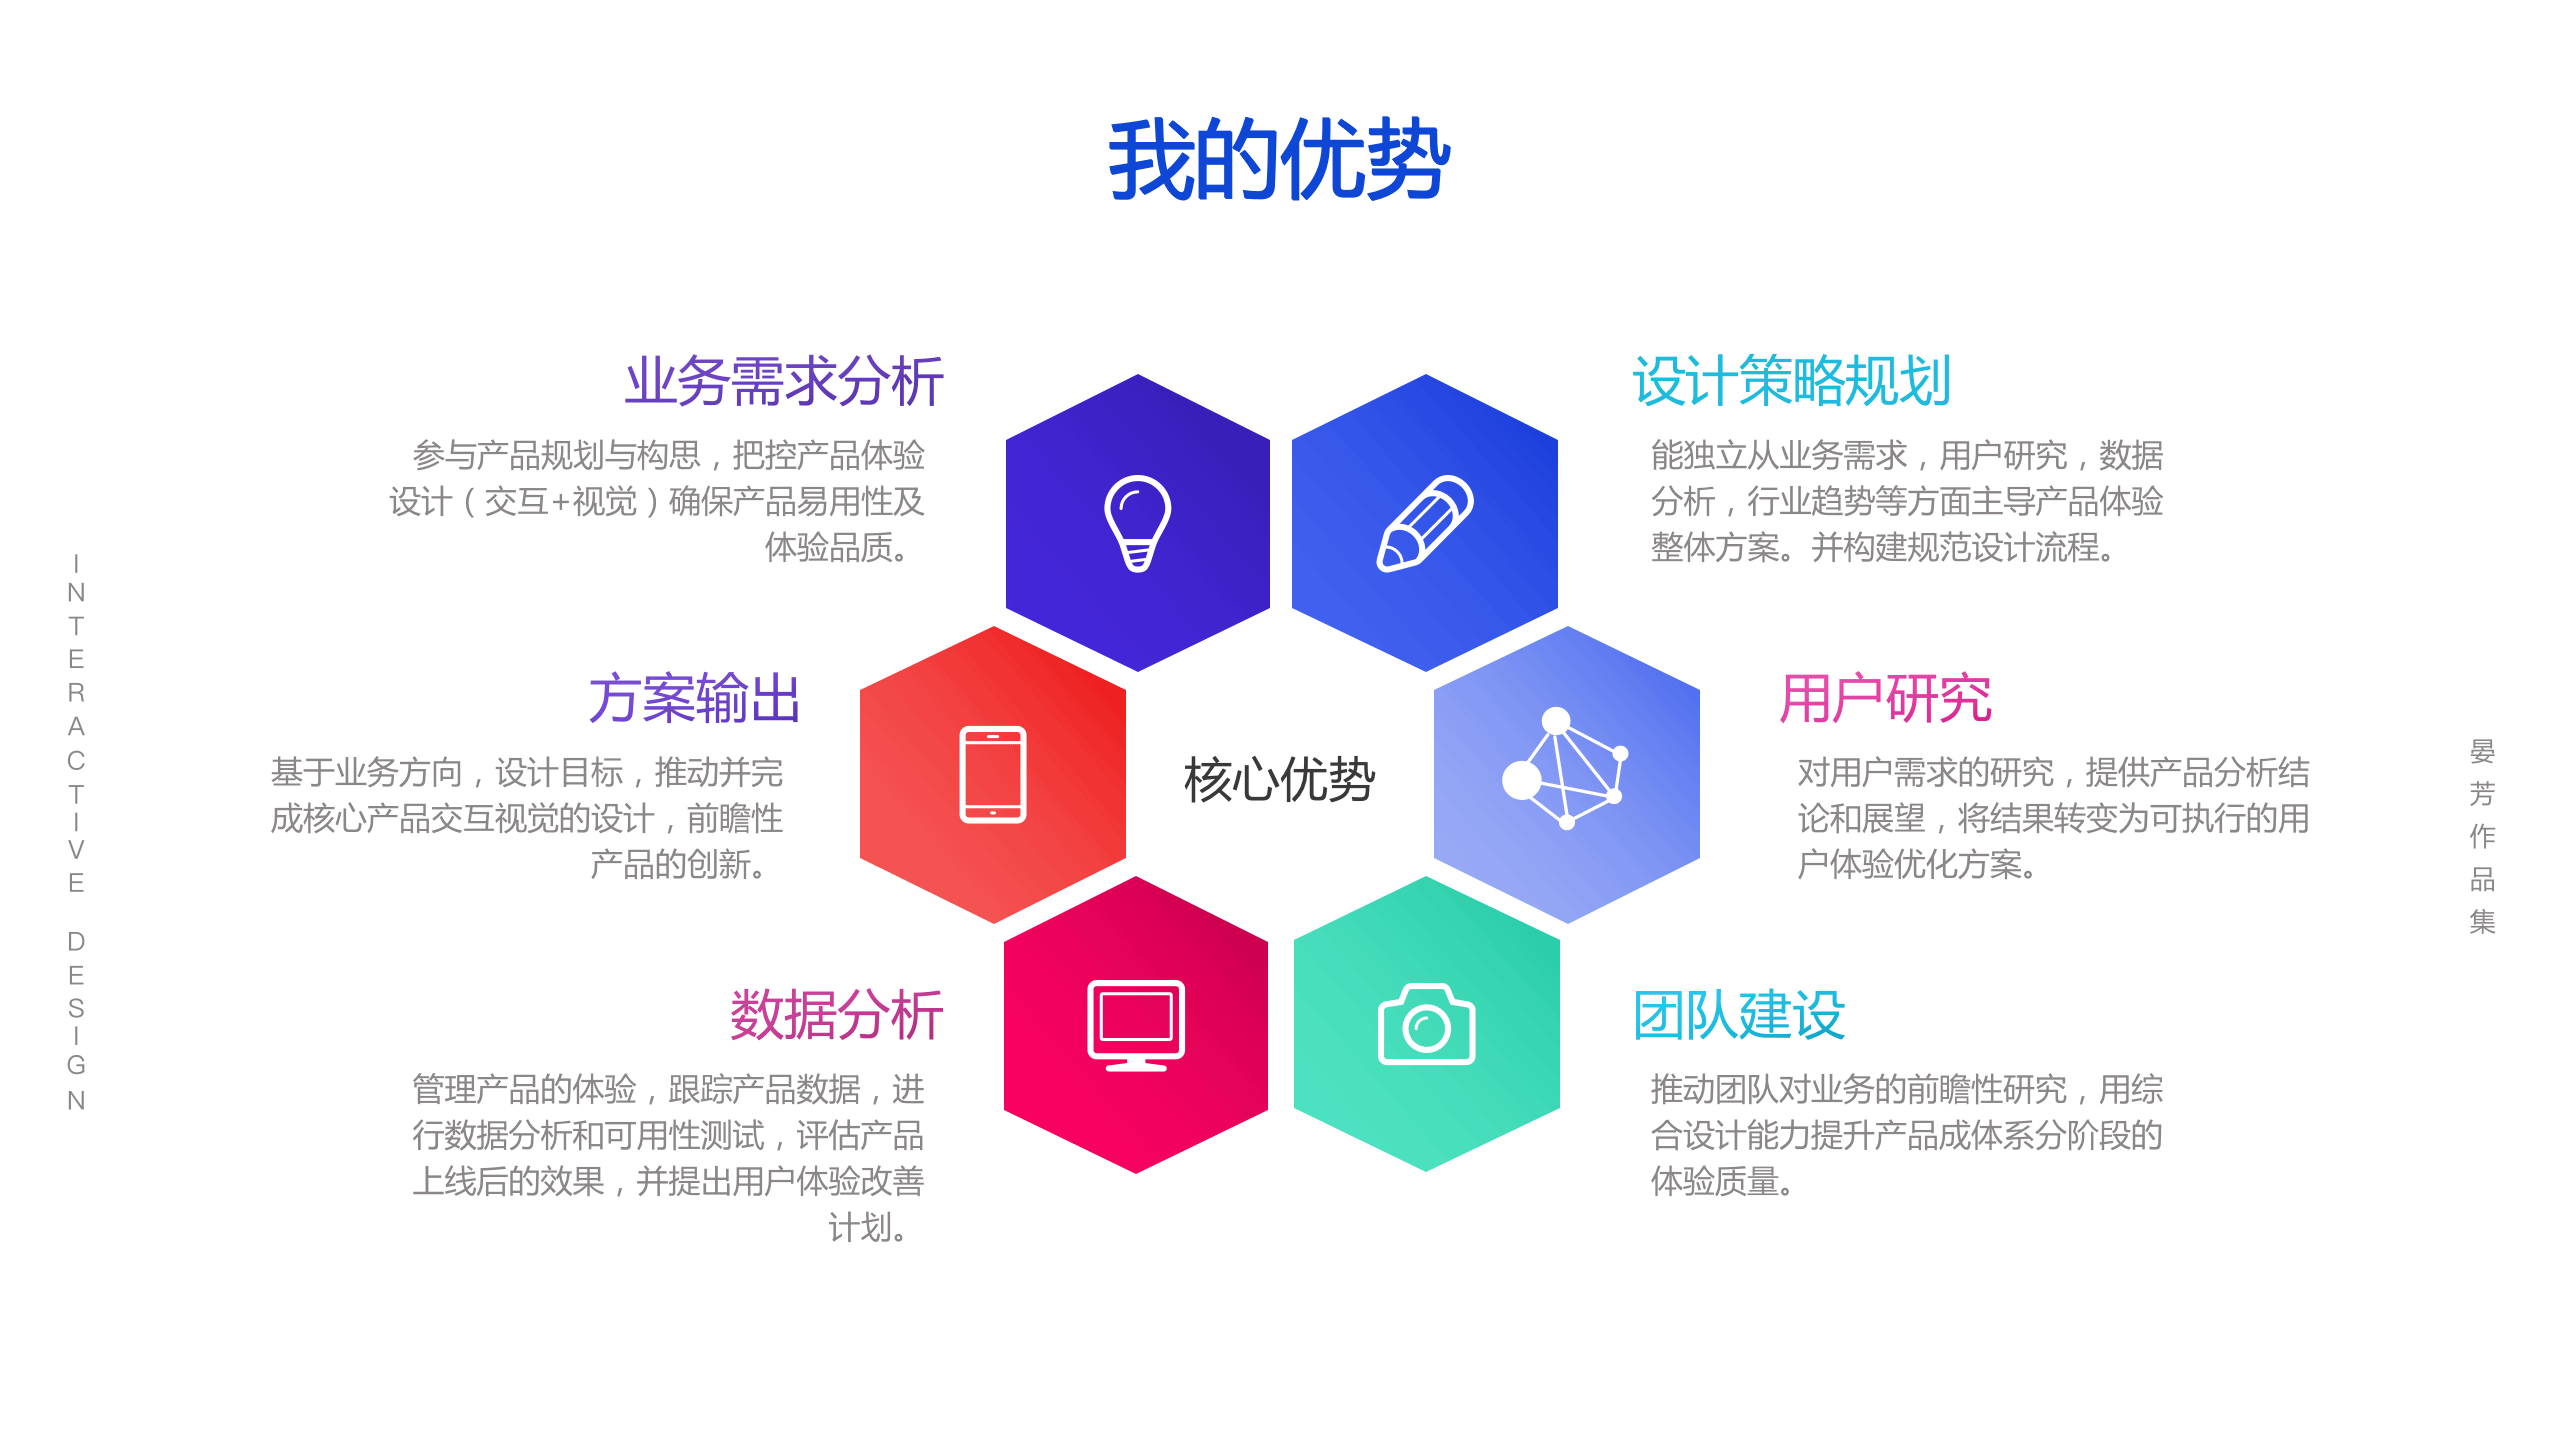 我的优势
业务需求分析
参与产品规划与构思，把控产品体验
设计（交互+视觉）确保产品易用性及
体验品质。
设计策略规划
能独立从业务需求，用户研究，数据
分析，行业趋势等方面主导产品体验
整体方案。并构建规范设计流程。
方案输出
基于业务方向，设计目标，推动并完
成核心产品交互视觉的设计，前瞻性
产品的创新。
核心优势
用户研究
对用户需求的研究，提供产品分析结
论和展望，将结果转变为可执行的用
户体验优化方案。
数据分析
管理产品的体验，跟踪产品数据，进
行数据分析和可用性测试，评估产品
上线后的效果，并提出用户体验改善
计划。
团队建设
推动团队对业务的前瞻性研究，用综
合设计能力提升产品成体系分阶段的
体验质量。
INTERACTIVE DESIGN
晏芳作品集